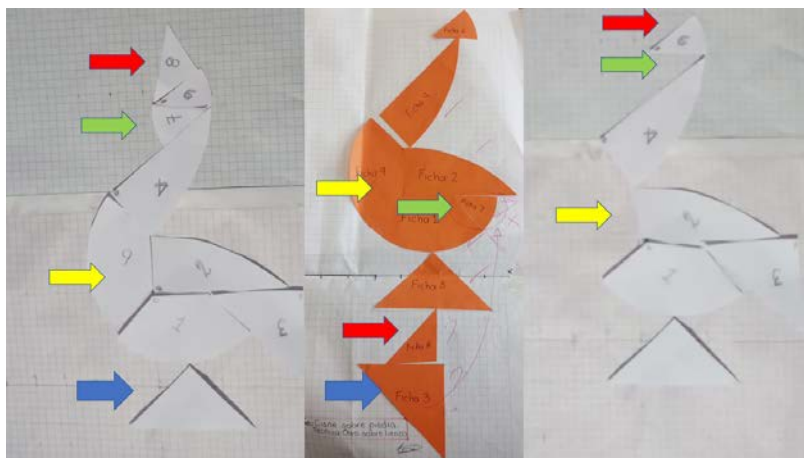 8
6
7
4
9
2
1
3
Ficha 6
Ficha 4
Ficha 9
Ficha 2
Ficha 7
Ficha 1
Ficha 5
Ficha 8
Ficha 3
Cisne sobre piedra
6
4
2
1
3